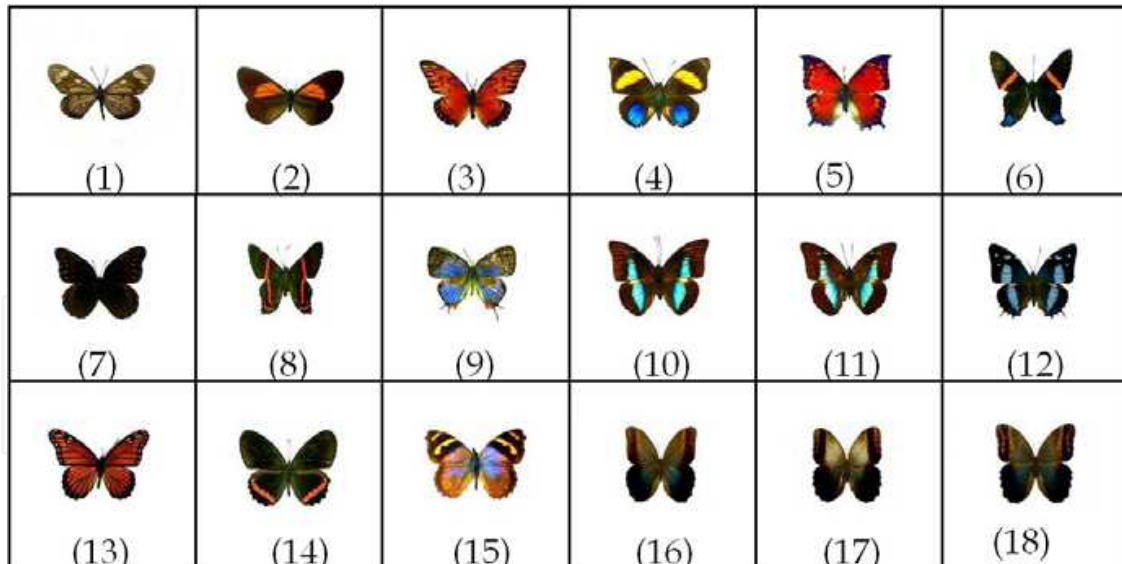 (1) (2) (3) (4) (5) (6)
(7) (8) (9) (10) (11) (12)
(13) (14) (15) (16) (17) (18)